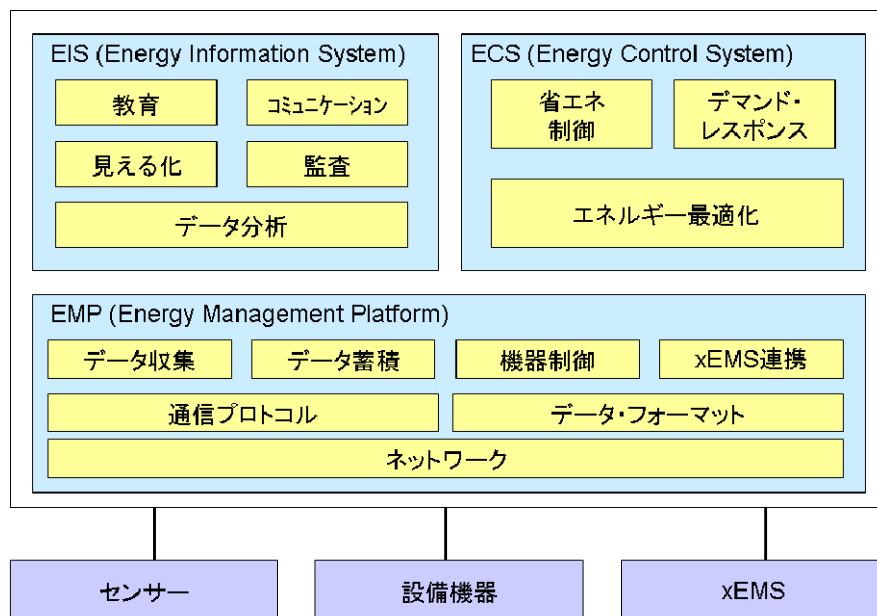 EIS (Energy Information System)
教育
コミュニケーション
見える化
監査
データ分析
ECS (Energy Control System)
省エネ
制御
デマンド・
レスポンス
エネルギー最適化
EMP (Energy Management Platform)
データ収集
データ蓄積
機器制御
xEMS連携
通信プロトコル
データ・フォーマット
ネットワーク
センサー
設備機器
xEMS